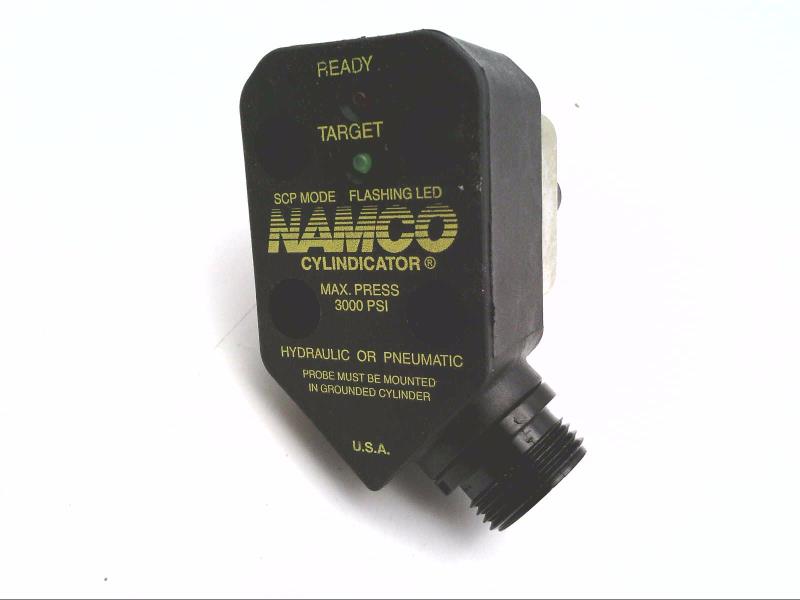 READY
TARGET
SCP MODE FLASHING LED
NAMCO
CYLINDICATOR®
MAX. PRESS
3000 PSI
HYDRAULIC OR PNEUMATIC
PROBE MUST BE MOUNTED
IN GROUNDED CYLINDER
U.S.A.